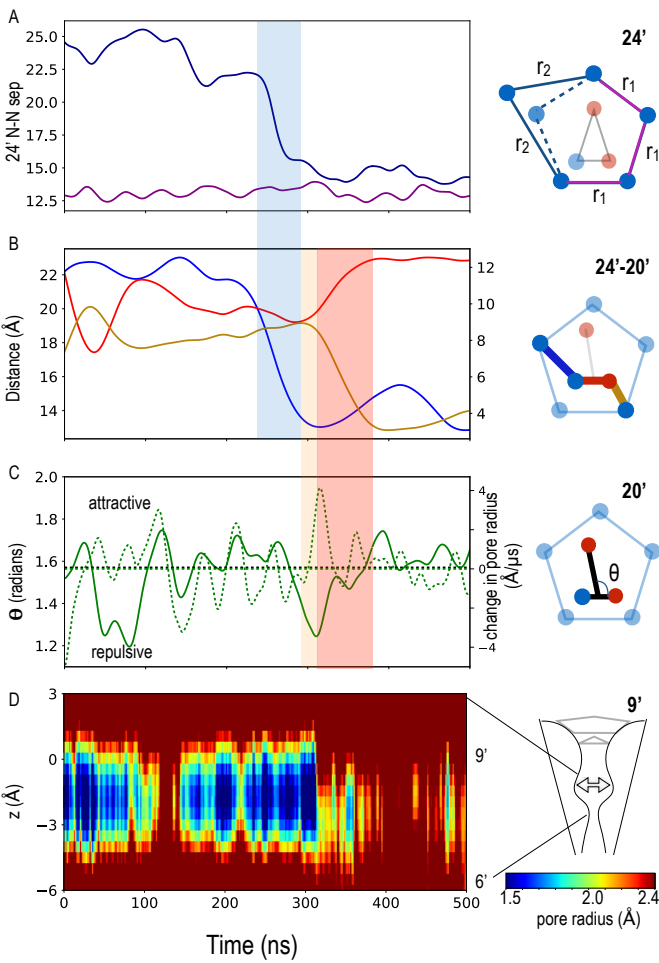 A
24' N-N sep
25.0
22.5
20.0
17.5
15.0
12.5
24’
r2
r1
r2
r1
r1
B
Distance (Å)
22
20
18
16
14
12
10
8
6
4
24’-20’
C
θ (radians)
2.0
1.8
1.6
1.4
1.2
attractive
repulsive
4
0
−4
change in pore radius
(Å/µs)
20’
θ
D
z (Å)
3
0
−3
−6
0
100
200
300
400
500
Time (ns)
9’
6’
9’
1.5
2.0
2.4
pore radius (Å)